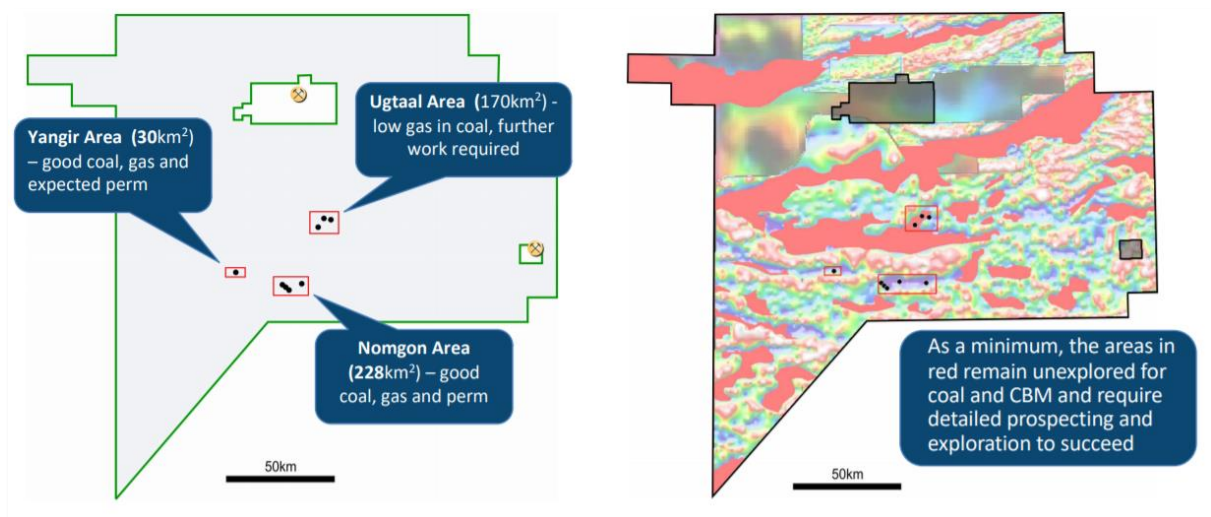 Yangir Area (30km²)
– good coal, gas and
expected perm
Ugtaal Area (170km²) -
low gas in coal, further
work required
Nomgon Area
(228km²) – good
coal, gas and perm
50km
As a minimum, the areas in
red remain unexplored for
coal and CBM and require
detailed prospecting and
exploration to succeed
50km